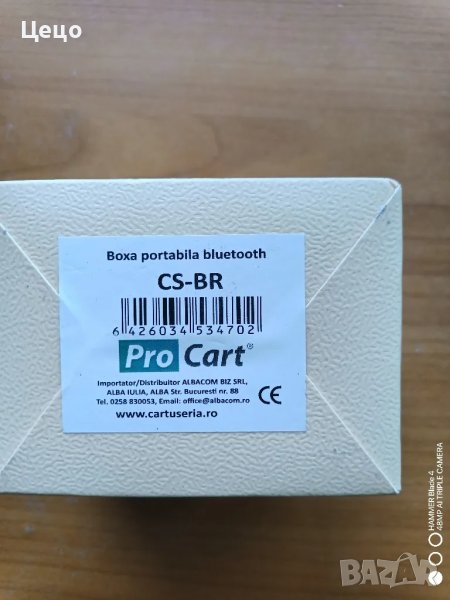 Цецо
Boxa portabila bluetooth
CS-BR
6 426034 534702
Pro Cart®
Importator/Distribuitor ALBACOM BIZ SRL,
ALBA IULIA, ALBA Str. Bucuresti nr. 88
Tel. 0258 830053, Email: office@albacom.ro
CE
www.cartuseria.ro
HAMMER Blade 4
48MP AI TRIPLE CAMERA
BAZAR